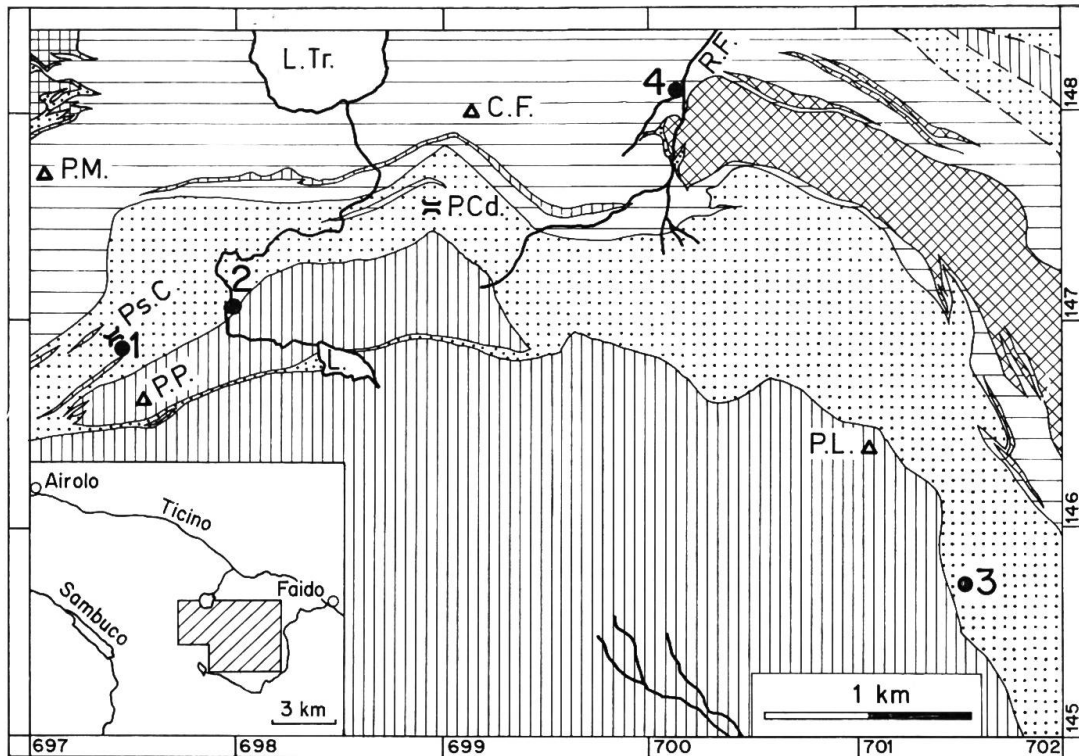 L.Tr.
R.F.
4
C.F.
148
P.M.
P.Cd.
2
147
Ps C
1
L
P.P
P.L.
Airolo
Ticino
146
Faido
3
Sambuco
3 km
1 km
145
697
698
699
700
701
702